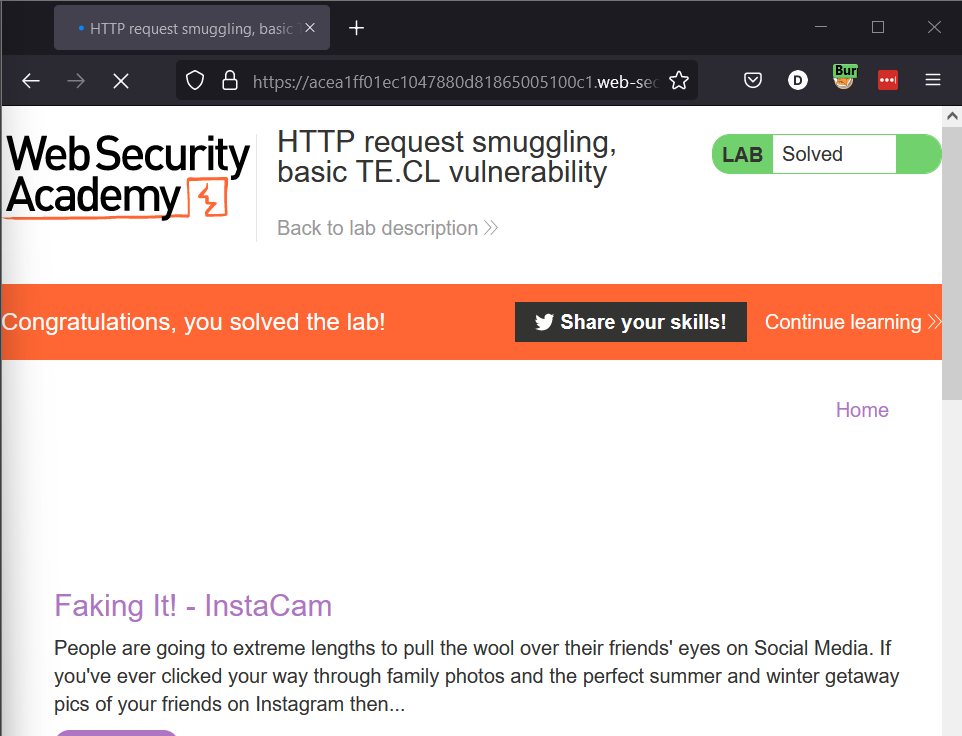 HTTP request smuggling, basic
https://acea1ff01ec1047880d81865005100c1.web-sec
D
Bur
Web Security
Academy
HTTP request smuggling,
basic TE.CL vulnerability
Back to lab description
LAB Solved
Congratulations, you solved the lab!
Share your skills!
Continue learning
Home
Faking It! - InstaCam
People are going to extreme lengths to pull the wool over their friends' eyes on Social Media. If
you've ever clicked your way through family photos and the perfect summer and winter getaway
pics of your friends on Instagram then...